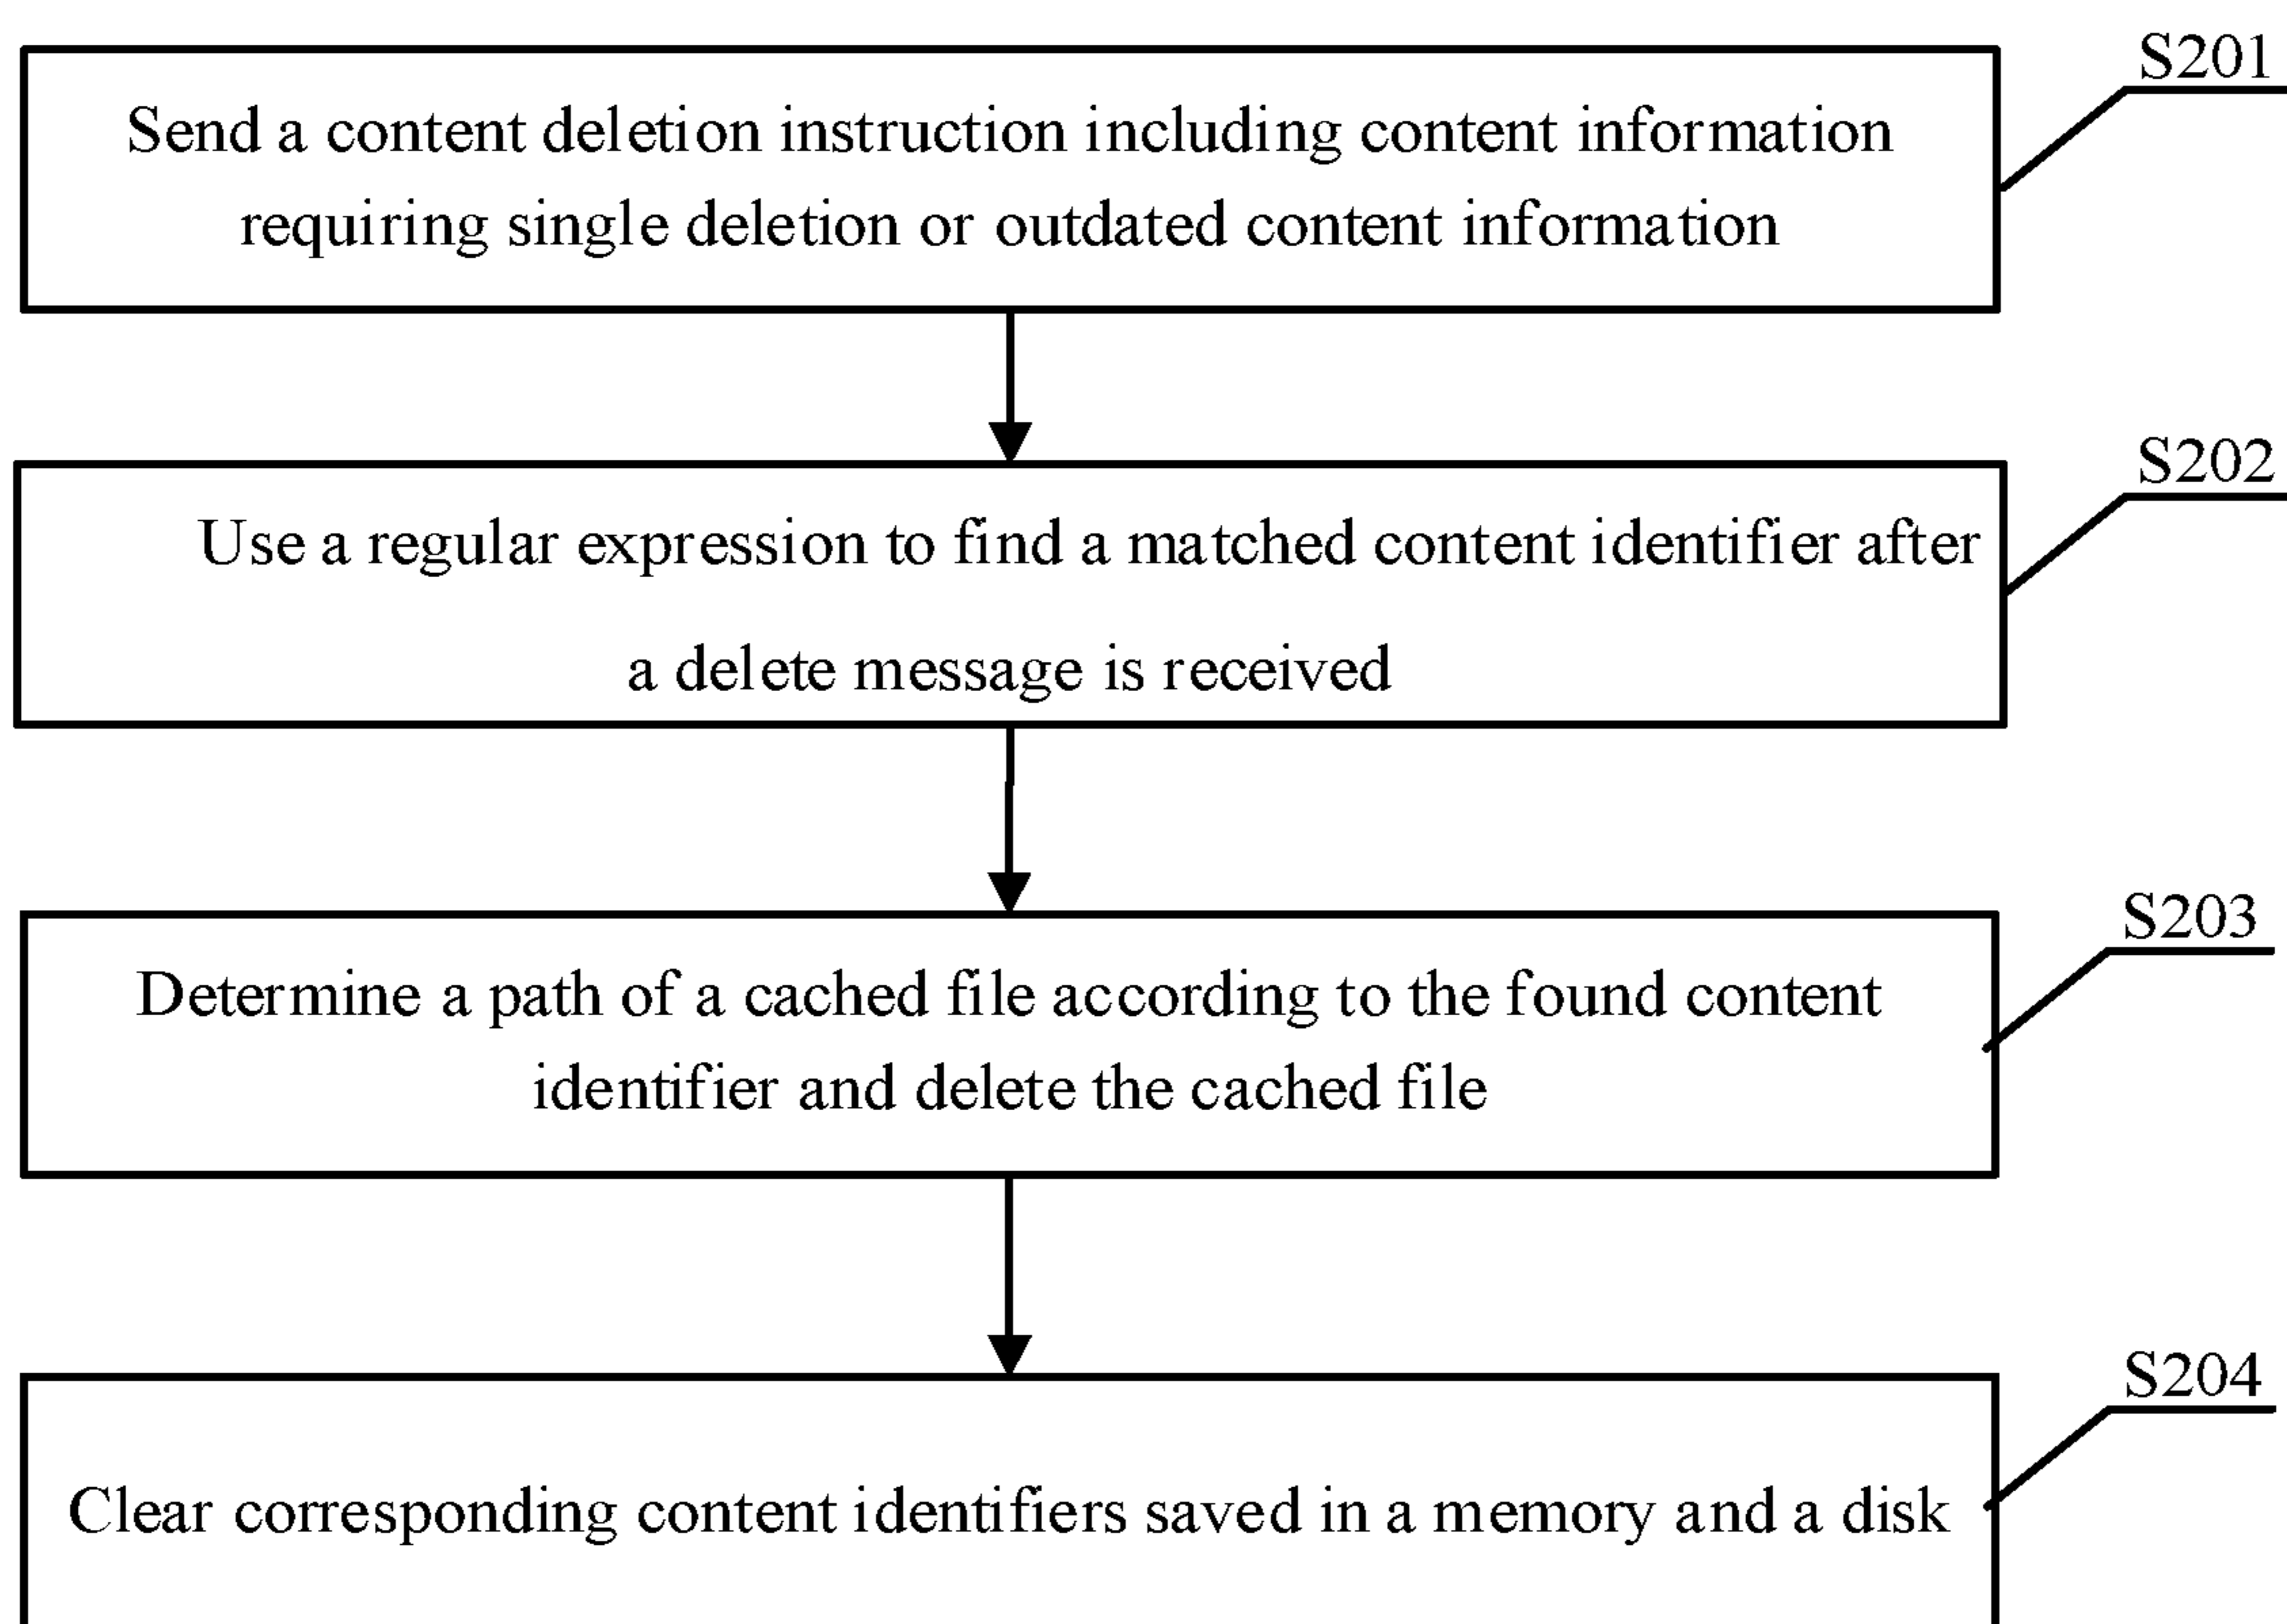 S201
Send a content deletion instruction including content information
requiring single deletion or outdated content information
S202
Use a regular expression to find a matched content identifier after
a delete message is received
S203
Determine a path of a cached file according to the found content
identifier and delete the cached file
S204
Clear corresponding content identifiers saved in a memory and a disk